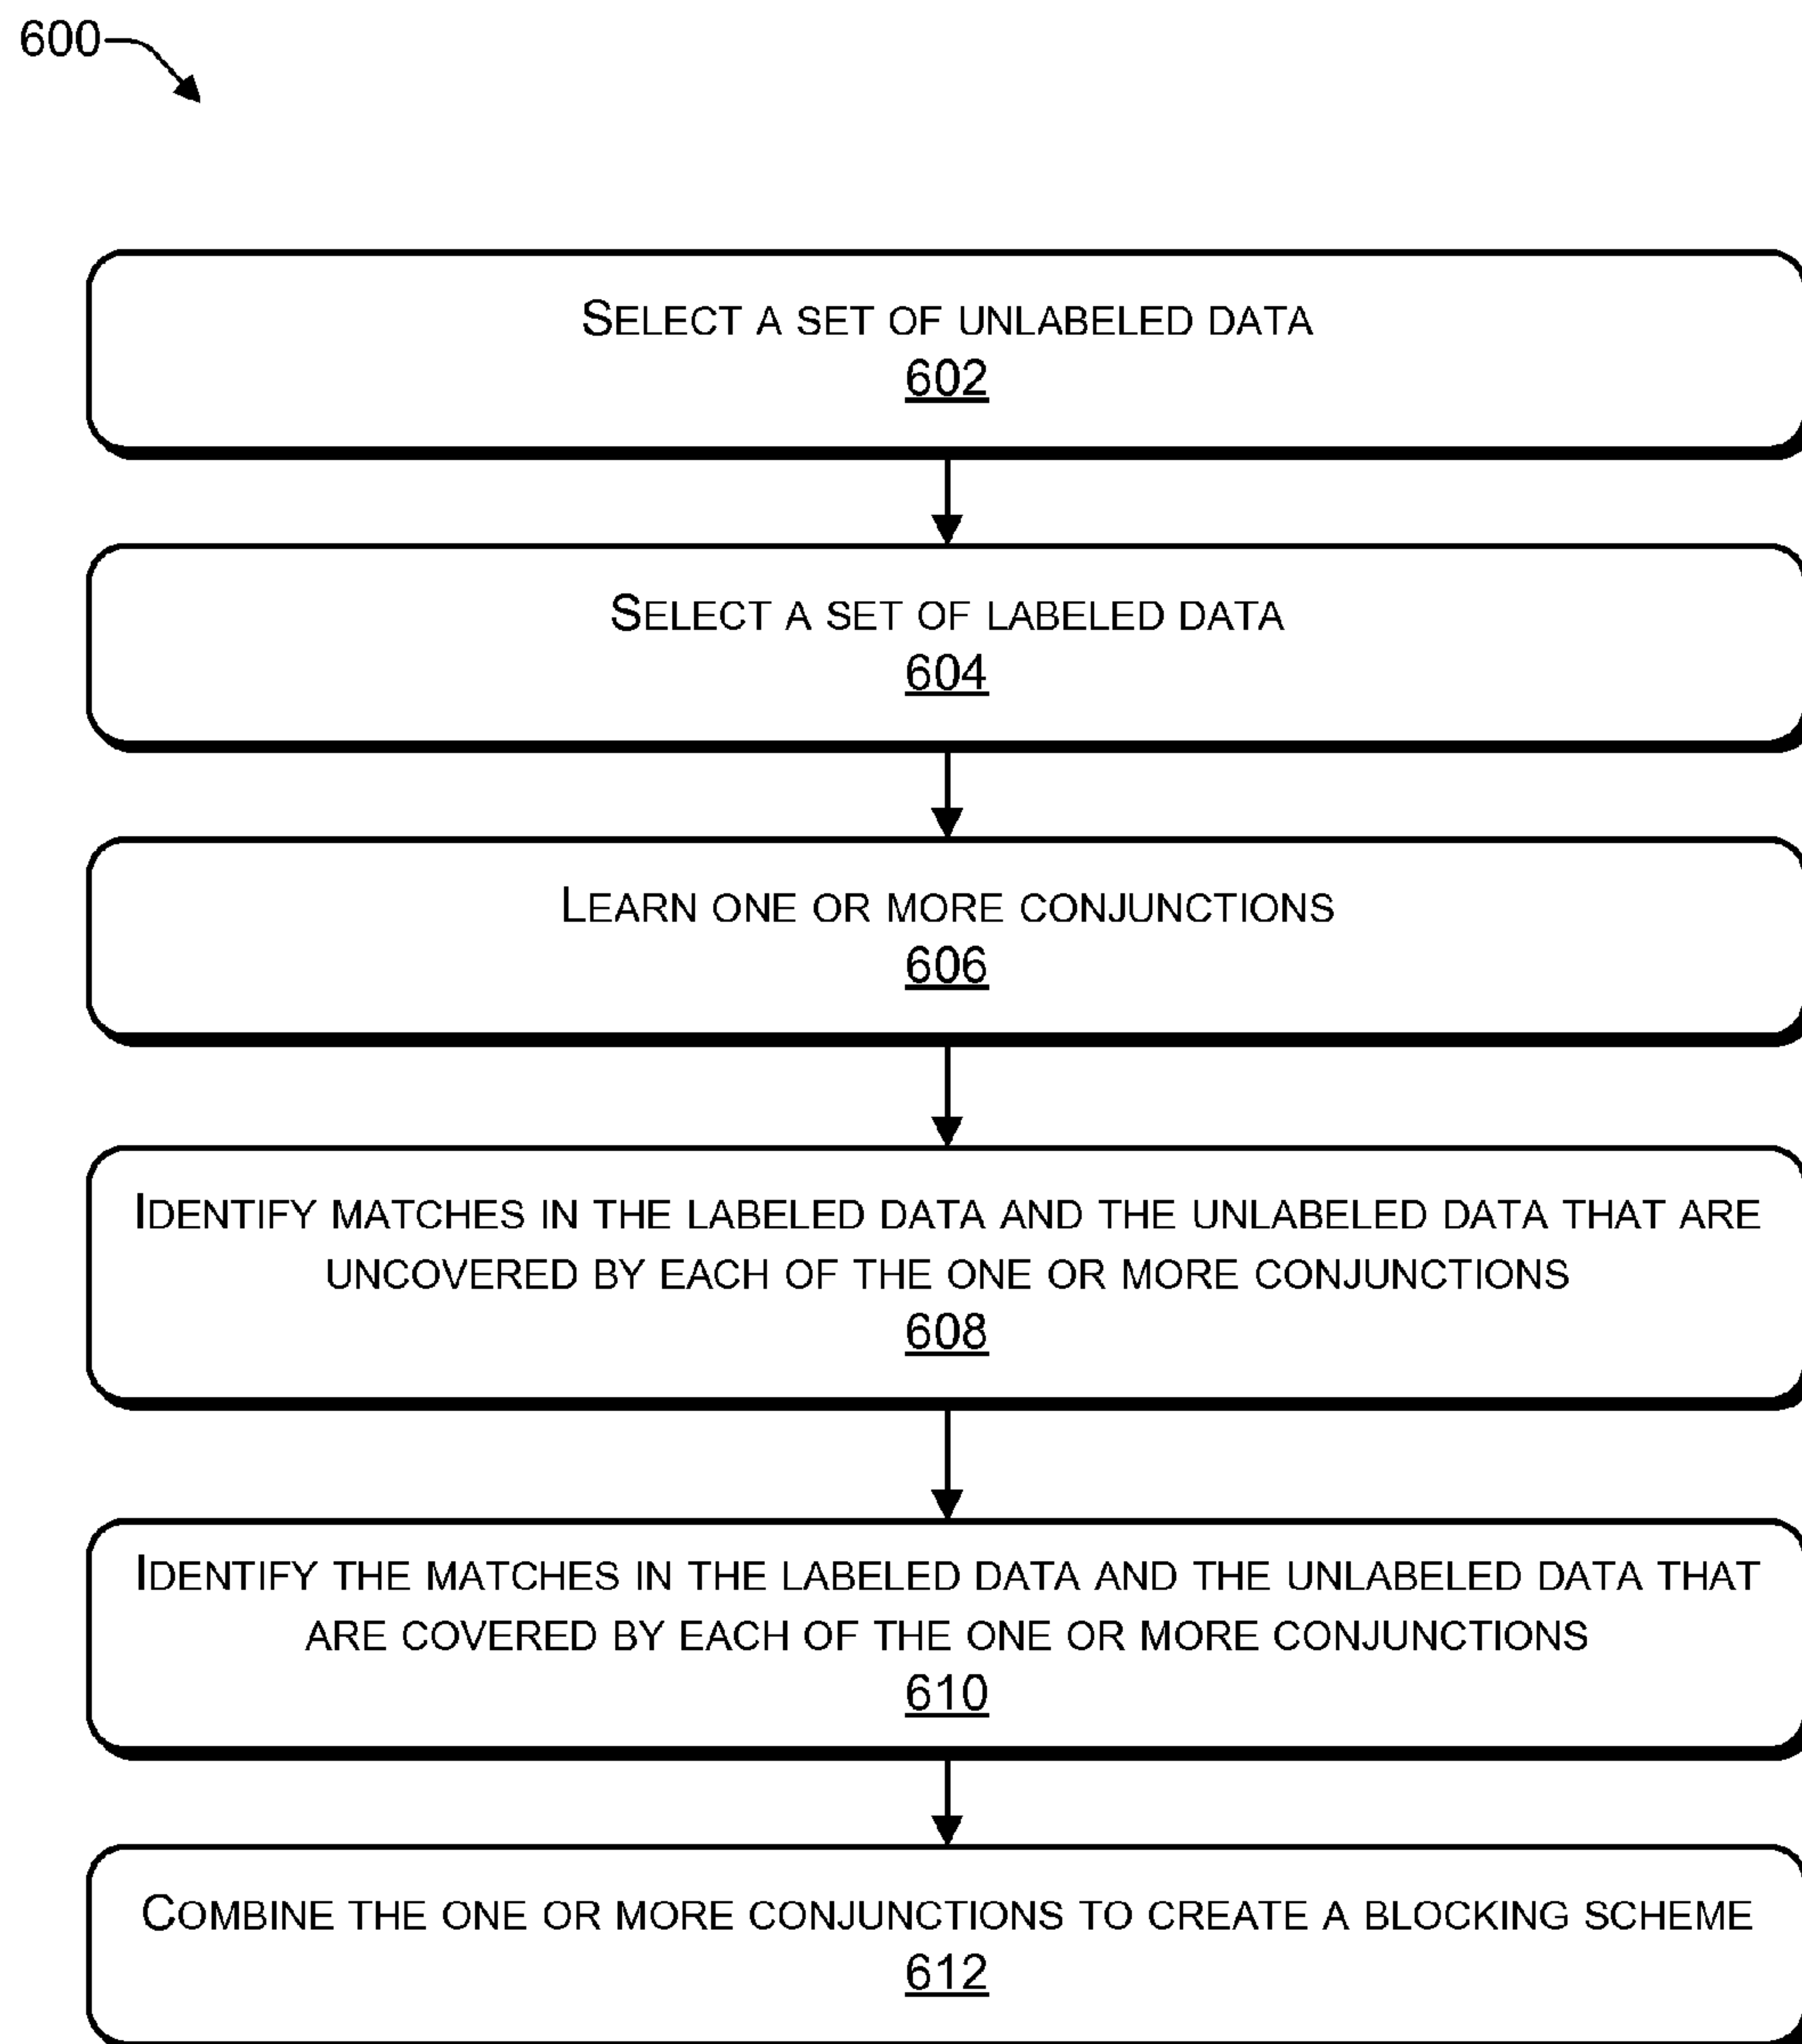 600
SELECT A SET OF UNLABELED DATA
602
SELECT A SET OF LABELED DATA
604
LEARN ONE OR MORE CONJUNCTIONS
606
IDENTIFY MATCHES IN THE LABELED DATA AND THE UNLABELED DATA THAT ARE
UNCOVERED BY EACH OF THE ONE OR MORE CONJUNCTIONS
608
IDENTIFY THE MATCHES IN THE LABELED DATA AND THE UNLABELED DATA THAT
ARE COVERED BY EACH OF THE ONE OR MORE CONJUNCTIONS
610
COMBINE THE ONE OR MORE CONJUNCTIONS TO CREATE A BLOCKING SCHEME
612